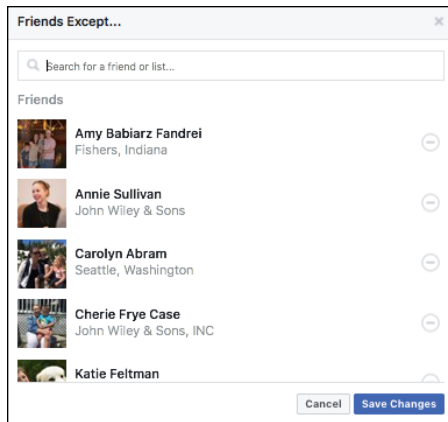 Friends Except...
Search for a friend or list...
Friends
Amy Babiarz Fandrei
Fishers, Indiana
Annie Sullivan
John Wiley & Sons
Carolyn Abram
Seattle, Washington
Cherie Frye Case
John Wiley & Sons, INC
Katie Feltman
Cancel Save Changes